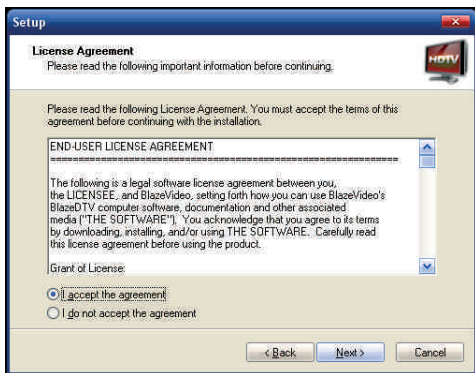 Setup
License Agreement
Please read the following important information before continuing.
HDTV
Please read the following License Agreement. You must accept the terms of this
agreement before continuing with the installation.
END-USER LICENSE AGREEMENT
================================================================
The following is a legal software license agreement between you,
the LICENSEE, and BlazeVideo, setting forth how you can use BlazeVideo's
BlazeDTV computer software, documentation and other associated
media ("THE SOFTWARE"). You acknowledge that you agree to its terms
by downloading, installing, and/or using THE SOFTWARE. Carefully read
this license agreement before using the product.
Grant of License:
I accept the agreement
I do not accept the agreement
< Back Next > Cancel